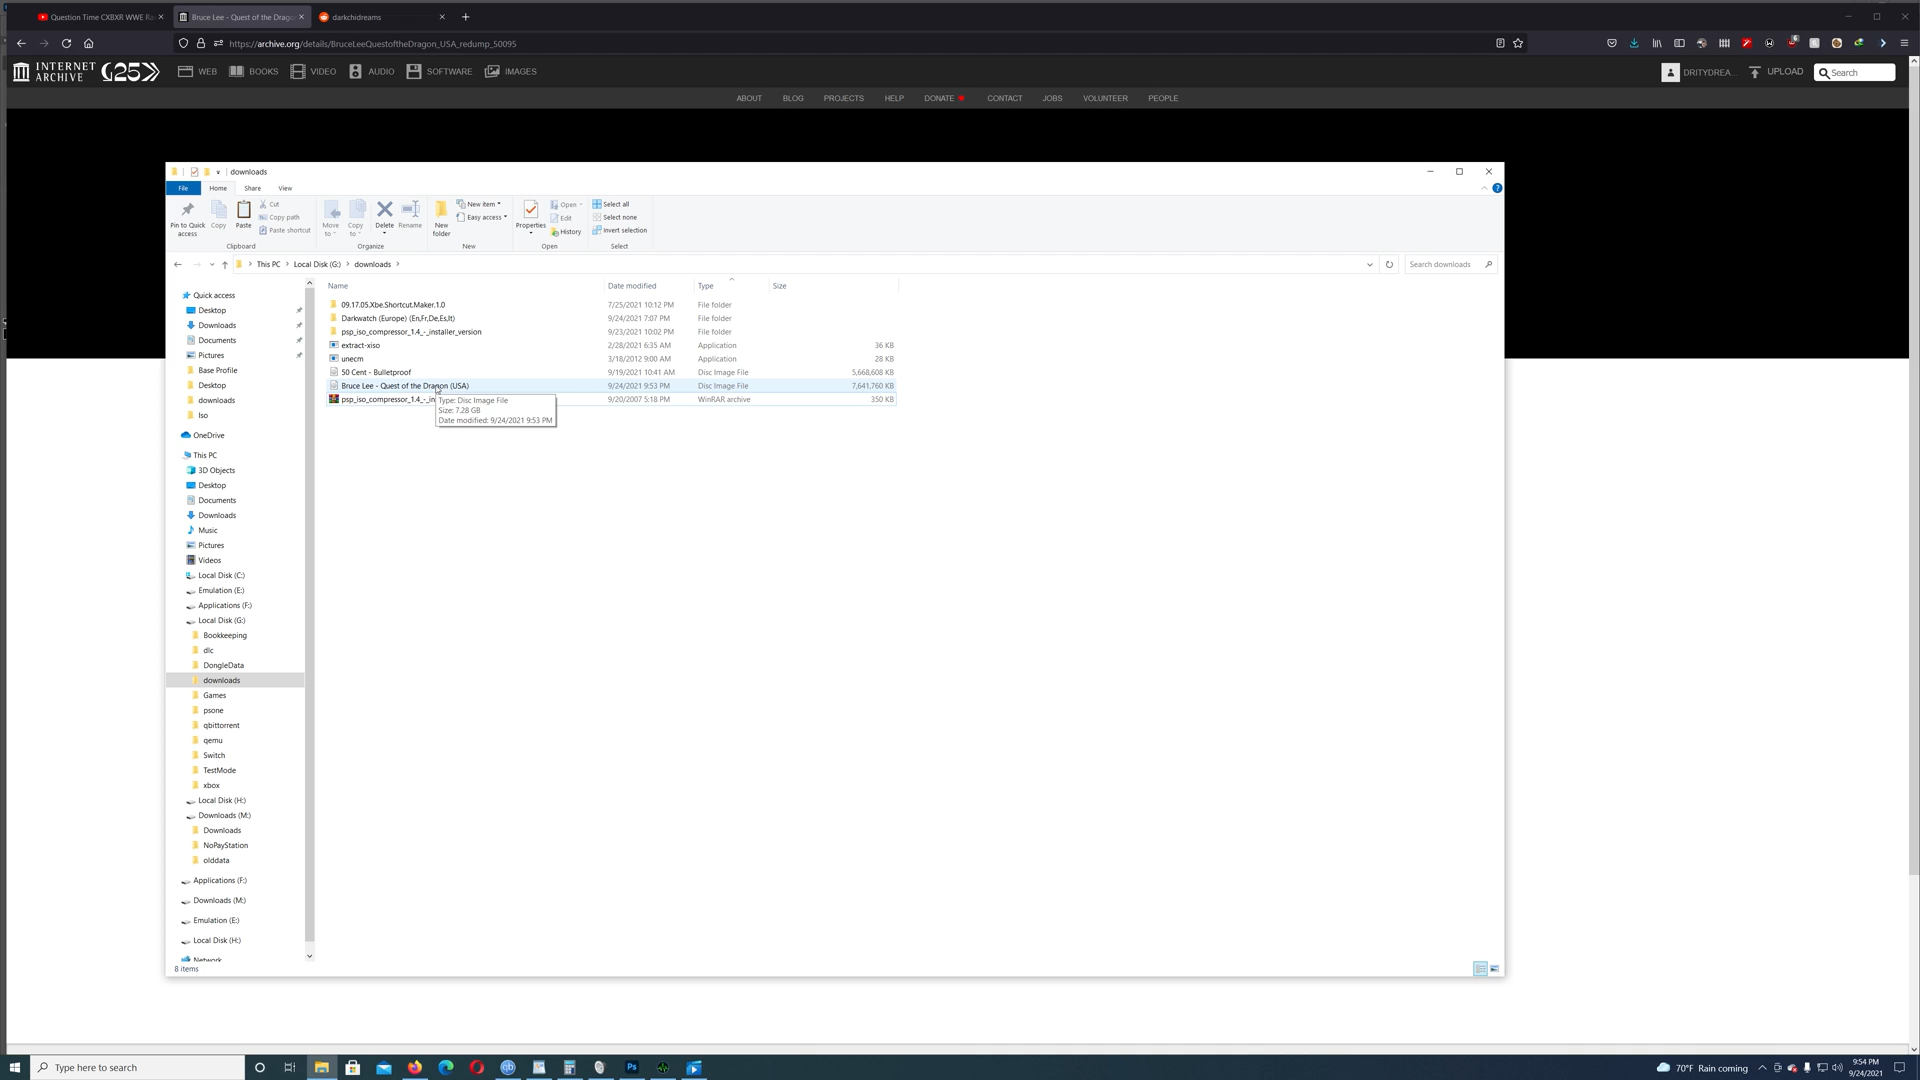 Question Time CXBXR WWE Ra
Bruce Lee - Quest of the Drago
darkchidreams
https://archive.org/details/BruceLeeQuestoftheDragon_USA_redump_50095
INTERNET ARCHIVE 25 WEB BOOKS VIDEO AUDIO SOFTWARE IMAGES DRITYDREA... UPLOAD Search
ABOUT BLOG PROJECTS HELP DONATE CONTACT JOBS VOLUNTEER PEOPLE
downloads
File Home Share View
Pin to Quick access
Copy
Paste
Cut
Copy path
Paste shortcut
Clipboard
Move to
Copy to
Delete
Rename
Organize
New folder
New item
Easy access
New
Properties
Open
Edit
History
Open
Select all
Select none
Invert selection
Select
This PC > Local Disk (G:) > downloads >
Search downloads
Name Date modified Type Size
09.17.05.Xbe.Shortcut.Maker.1.0 7/25/2021 10:12 PM File folder
Darkwatch (Europe) (En,Fr,De,Es,It) 9/24/2021 7:07 PM File folder
psp_iso_compressor_1.4_-_installer_version 9/23/2021 10:02 PM File folder
extract-xiso 2/28/2021 6:35 AM Application 36 KB
unecm 3/18/2012 9:00 AM Application 28 KB
50 Cent - Bulletproof 9/19/2021 10:41 AM Disc Image File 5,668,608 KB
Bruce Lee - Quest of the Dragon (USA) 9/24/2021 9:53 PM Disc Image File 7,641,760 KB
psp_iso_compressor_1.4_-_in 9/20/2007 5:18 PM WinRAR archive 350 KB
Type: Disc Image File
Size: 7.28 GB
Date modified: 9/24/2021 9:53 PM
Quick access
Desktop
Downloads
Documents
Pictures
Base Profile
Desktop
downloads
Iso
OneDrive
This PC
3D Objects
Desktop
Documents
Downloads
Music
Pictures
Videos
Local Disk (C:)
Emulation (E:)
Applications (F:)
Local Disk (G:)
Bookkeeping
dlc
DongleData
downloads
Games
psone
qbittorrent
qemu
Switch
TestMode
xbox
Local Disk (H:)
Downloads (M:)
Downloads
NoPayStation
olddata
Applications (F:)
Downloads (M:)
Emulation (E:)
Local Disk (H:)
Network
8 items
Type here to search
qb
Ps
70°F Rain coming
9:54 PM
9/24/2021